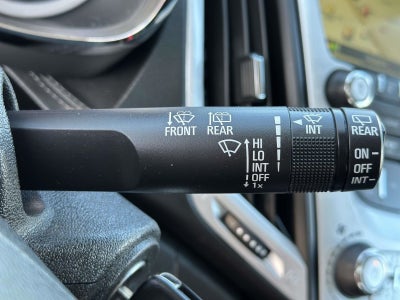 FRONT REAR
HI
LO
INT
OFF
1x
INT
REAR
ON
OFF
INT